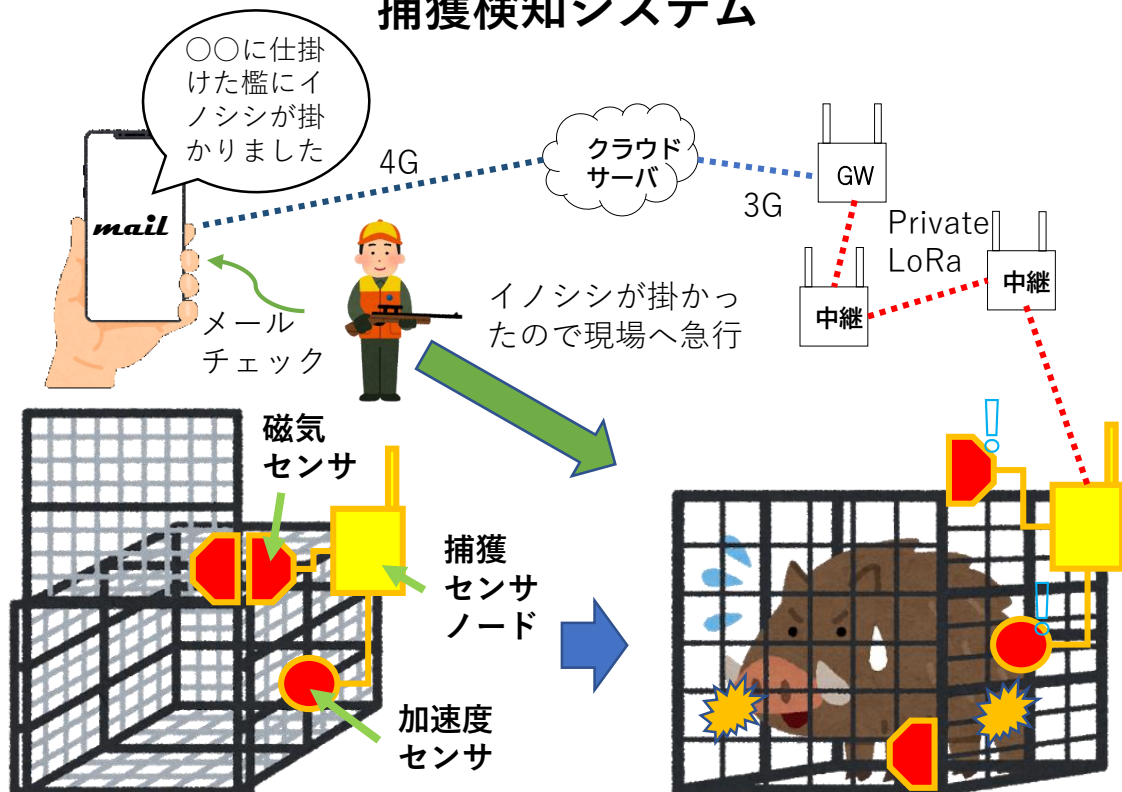 捕獲検知システム
○○に仕掛
けた檻にイ
ノシシが掛
かりました
mail
4G
クラウド
サーバ
3G
GW
Private
LoRa
中継
中継
メール
チェック
イノシシが掛かっ
たので現場へ急行
磁気
センサ
捕獲
センサ
ノード
加速度
センサ
!
!